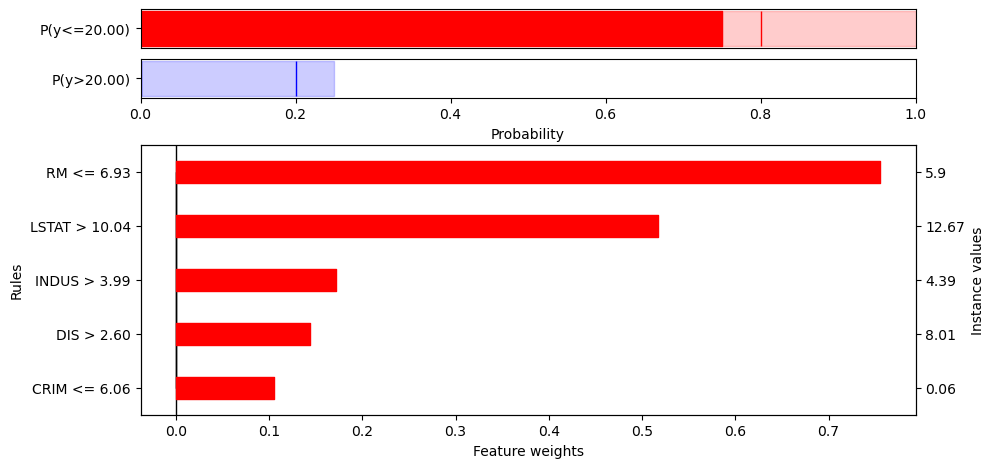 P(y<=20.00)
P(y>20.00)
0.0 0.2 0.4 0.6 0.8 1.0
Probability
RM <= 6.93 5.9
LSTAT > 10.04 12.67
INDUS > 3.99 4.39
DIS > 2.60 8.01
CRIM <= 6.06 0.06
Rules
Instance values
0.0 0.1 0.2 0.3 0.4 0.5 0.6 0.7
Feature weights